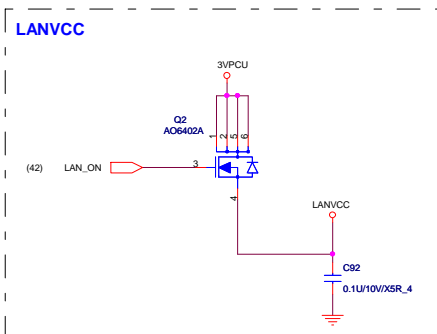 LANVCC
3VPCU
Q2
AO6402A
1
2
5
6
(42)
LAN_ON
3
4
LANVCC
C92
0.1U/10V/X5R_4